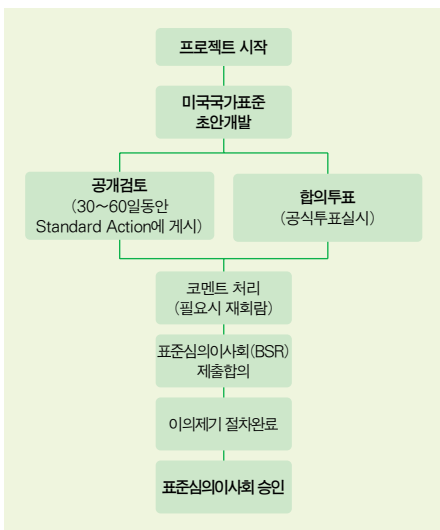 프로젝트 시작
미국국가표준
초안개발
공개검토
(30~60일동안
Standard Action에 게시)
합의투표
(공식투표실시)
코멘트 처리
(필요시 재회람)
표준심의이사회(BSR)
제출합의
이의제기 절차완료
표준심의이사회 승인